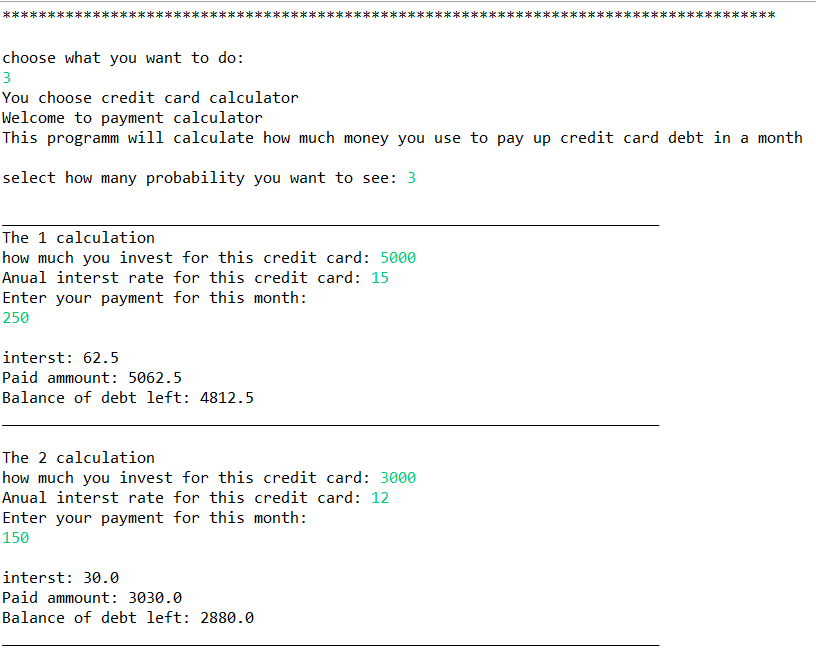 **************************************************************************************
choose what you want to do:
3
You choose credit card calculator
Welcome to payment calculator
This programm will calculate how much money you use to pay up credit card debt in a month
select how many probability you want to see: 3
_________________________________________________________________________
The 1 calculation
how much you invest for this credit card: 5000
Anual interst rate for this credit card: 15
Enter your payment for this month:
250
interst: 62.5
Paid ammount: 5062.5
Balance of debt left: 4812.5
_________________________________________________________________________
The 2 calculation
how much you invest for this credit card: 3000
Anual interst rate for this credit card: 12
Enter your payment for this month:
150
interst: 30.0
Paid ammount: 3030.0
Balance of debt left: 2880.0
_________________________________________________________________________